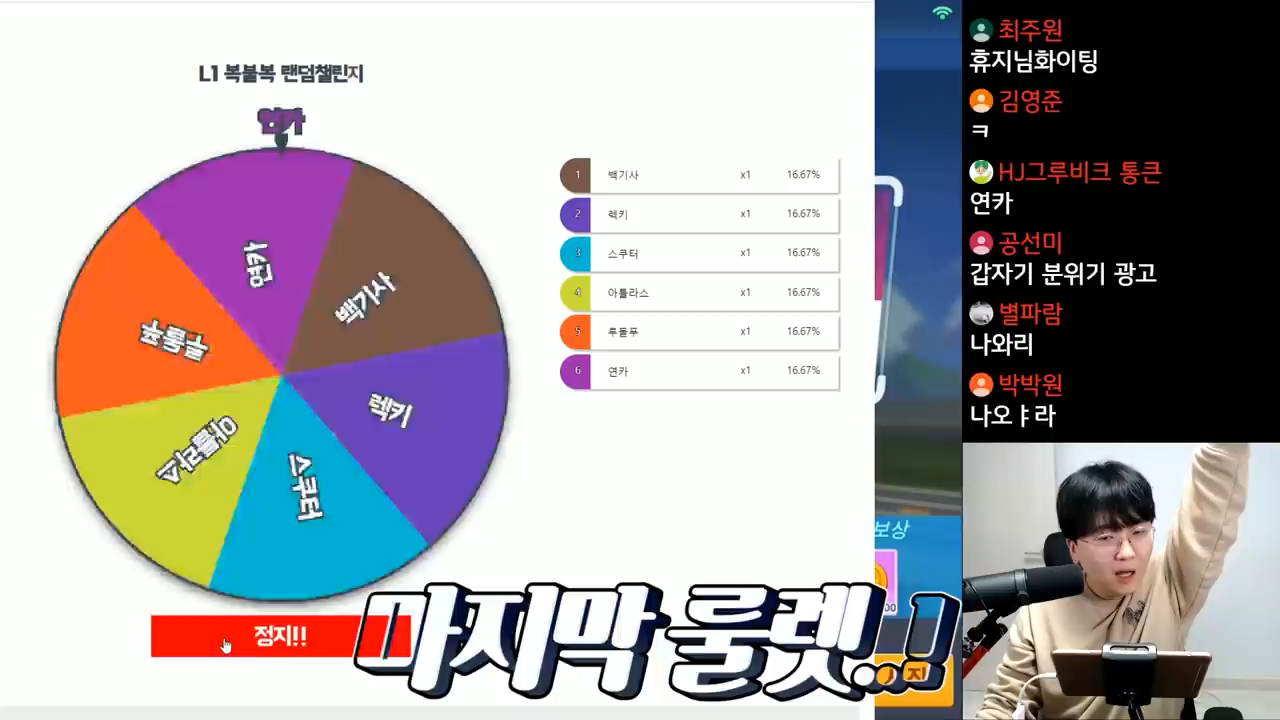 L1 복불복 랜덤챌린지
연카
연카
백기사
렉키
스쿠터
아틀라스
루돌푸
1 백기사 x1 16.67%
2 렉키 x1 16.67%
3 스쿠터 x1 16.67%
4 아틀라스 x1 16.67%
5 루돌푸 x1 16.67%
6 연카 x1 16.67%
정지!!
마지막 룰렛..!
보상
지
최주원
휴지님화이팅
김영준
ㅋ
HJ그루비크 통큰
연카
공선미
갑자기 분위기 광고
별파람
나와리
박박원
나오ㅑ라